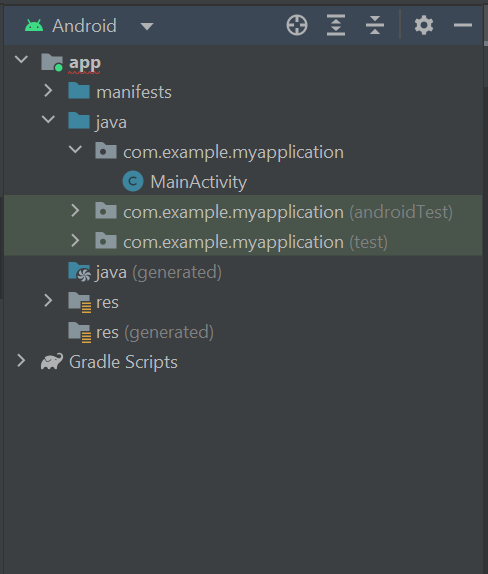 Android
app
manifests
java
com.example.myapplication
C MainActivity
com.example.myapplication (androidTest)
com.example.myapplication (test)
java (generated)
res
res (generated)
Gradle Scripts